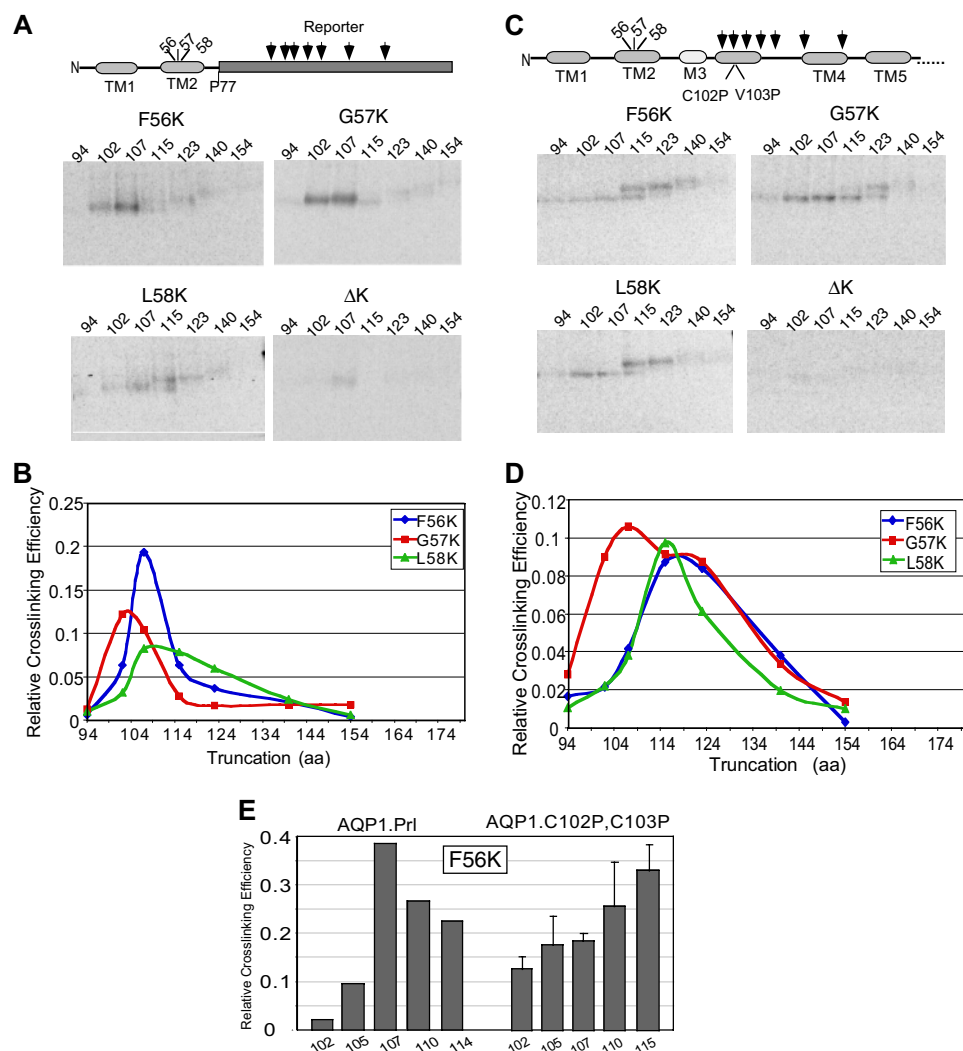 A
Reporter
56 57 58
N
TM1
TM2
P77
F56K
94 102 107 115 123 140 154
G57K
94 102 107 115 123 140 154
L58K
94 102 107 115 123 140 154
ΔK
94 102 107 115 123 140 154
C
56 57 58
N
TM1
TM2
M3
TM4
TM5
......
C102P
V103P
F56K
94 102 107 115 123 140 154
G57K
94 102 107 115 123 140 154
L58K
94 102 107 115 123 140 154
ΔK
94 102 107 115 123 140 154
B
Relative Crosslinking Efficiency
0.25
0.2
0.15
0.1
0.05
0
F56K
G57K
L58K
94 104 114 124 134 144 154 164 174
Truncation (aa)
D
Relative Crosslinking Efficiency
0.12
0.1
0.08
0.06
0.04
0.02
0
F56K
G57K
L58K
94 104 114 124 134 144 154 164 174
Truncation (aa)
E
AQP1.Prl
AQP1.C102P,C103P
F56K
Relative Crosslinking Efficiency
0.4
0.3
0.2
0.1
0
102 105 107 110 114
102 105 107 110 115